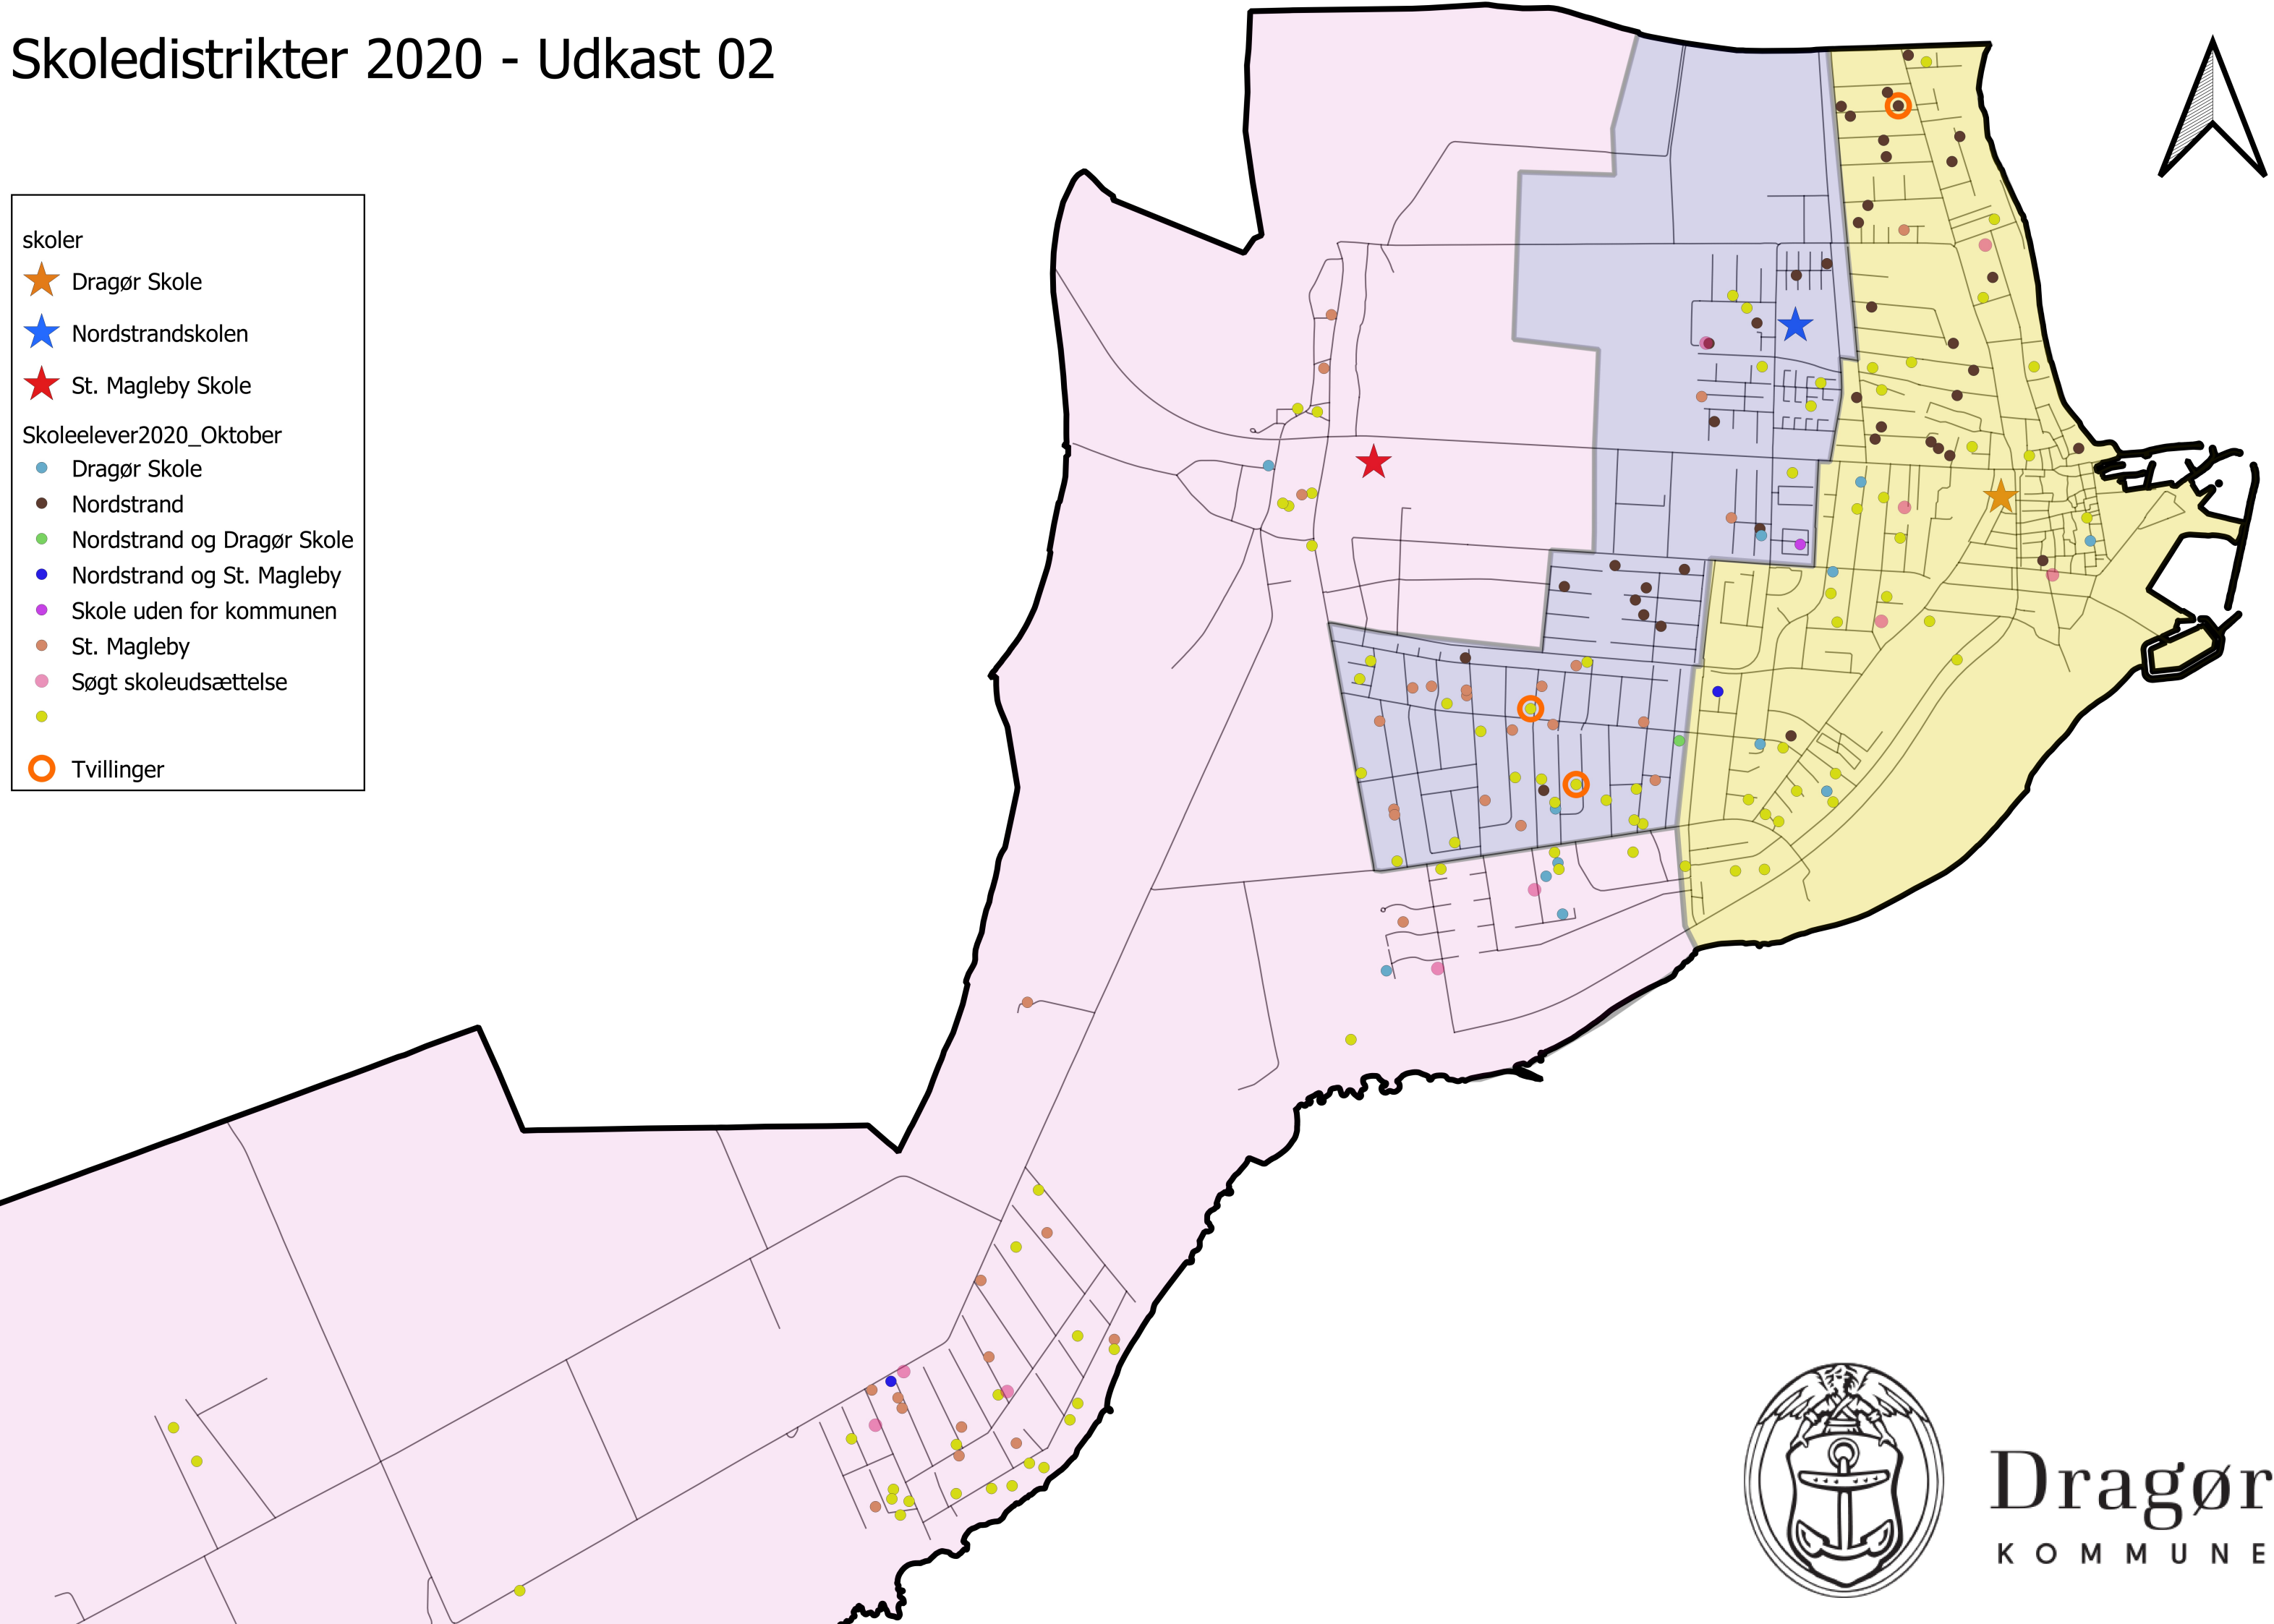 Skoledistrikter 2020 - Udkast 02
skoler
Dragør Skole
Nordstrandskolen
St. Magleby Skole
Skoleelever2020_Oktober
Dragør Skole
Nordstrand
Nordstrand og Dragør Skole
Nordstrand og St. Magleby
Skole uden for kommunen
St. Magleby
Søgt skoleudsættelse
Tvillinger
Dragør
KOMMUNE